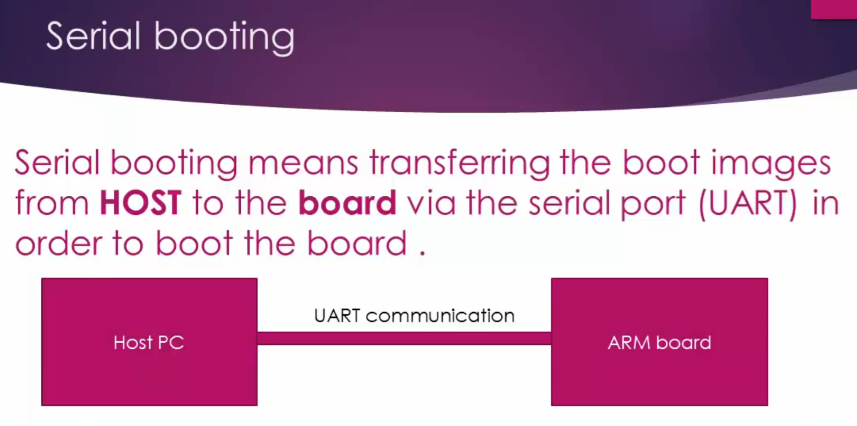 Serial booting
Serial booting means transferring the boot images
from HOST to the board via the serial port (UART) in
order to boot the board .
UART communication
Host PC
ARM board